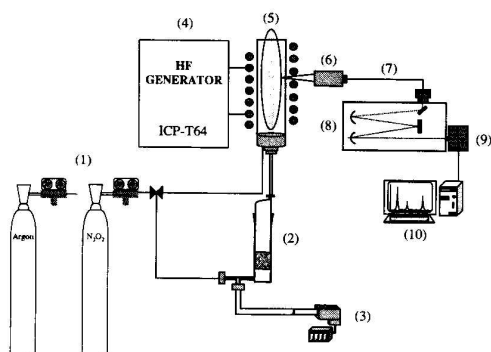 (4)
(5)
HF
GENERATOR
ICP-T64
(6)
(7)
(8)
(9)
(10)
(1)
Argon
N₂O₂
(2)
(3)